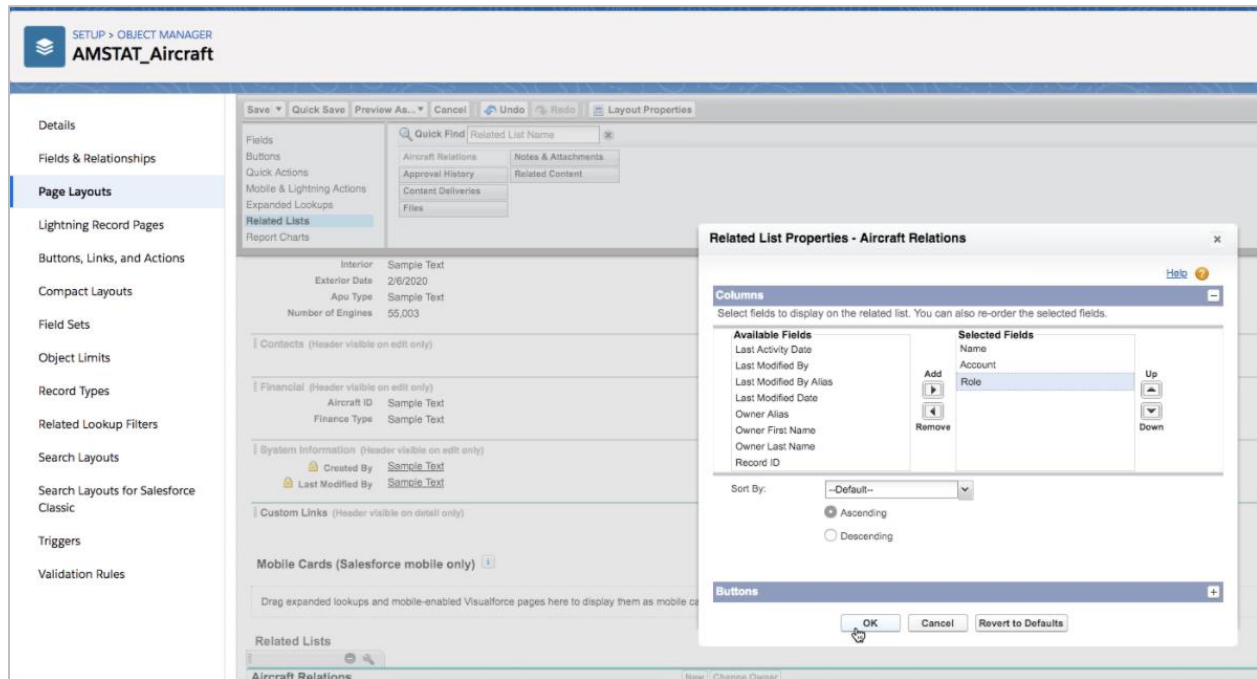 SETUP > OBJECT MANAGER
AMSTAT_Aircraft
Details
Fields & Relationships
Page Layouts
Lightning Record Pages
Buttons, Links, and Actions
Compact Layouts
Field Sets
Object Limits
Record Types
Related Lookup Filters
Search Layouts
Search Layouts for Salesforce
Classic
Triggers
Validation Rules
Save Quick Save Preview As... Cancel Undo Redo Layout Properties
Fields
Buttons
Quick Actions
Mobile & Lightning Actions
Expanded Lookups
Related Lists
Report Charts
Quick Find Related List Name
Aircraft Relations Notes & Attachments
Approval History Related Content
Content Deliveries
Files
Interior Sample Text
Exterior Date 2/6/2020
Apu Type Sample Text
Number of Engines 55,003
Contacts (Header visible on edit only)
Financial (Header visible on edit only)
Aircraft ID Sample Text
Finance Type Sample Text
System Information (Header visible on edit only)
Created By Sample Text
Last Modified By Sample Text
Custom Links (Header visible on detail only)
Mobile Cards (Salesforce mobile only) i
Drag expanded lookups and mobile-enabled Visualforce pages here to display them as mobile ca
Related Lists
Aircraft Relations New Change Owner
Related List Properties - Aircraft Relations x
Help ?
Columns
Select fields to display on the related list. You can also re-order the selected fields.
Available Fields
Last Activity Date
Last Modified By
Last Modified By Alias
Last Modified Date
Owner Alias
Owner First Name
Owner Last Name
Record ID
Add
Remove
Selected Fields
Name
Account
Role
Up
Down
Sort By: --Default--
Ascending
Descending
Buttons
OK Cancel Revert to Defaults